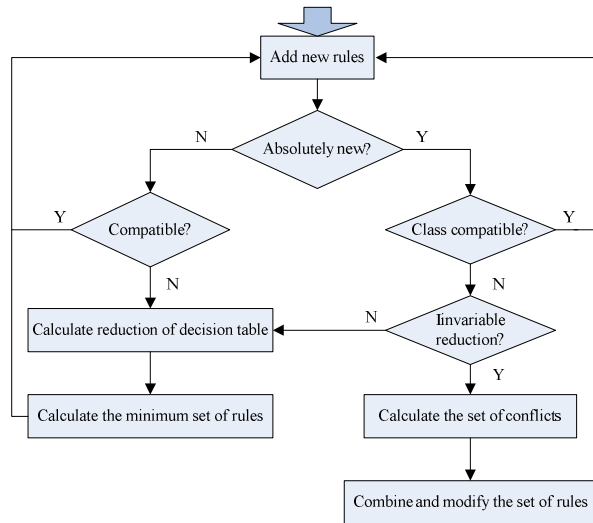 Add new rules
Absolutely new?
N
Y
Compatible?
Y
N
Class compatible?
Y
N
Calculate reduction of decision table
N
Iinvariable
reduction?
Y
Calculate the minimum set of rules
Calculate the set of conflicts
Combine and modify the set of rules